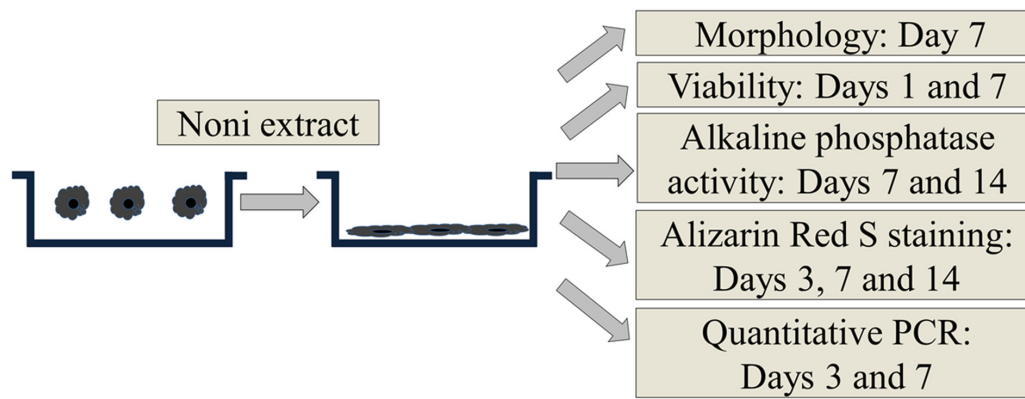 Noni extract
Morphology: Day 7
Viability: Days 1 and 7
Alkaline phosphatase
activity: Days 7 and 14
Alizarin Red S staining:
Days 3, 7 and 14
Quantitative PCR:
Days 3 and 7